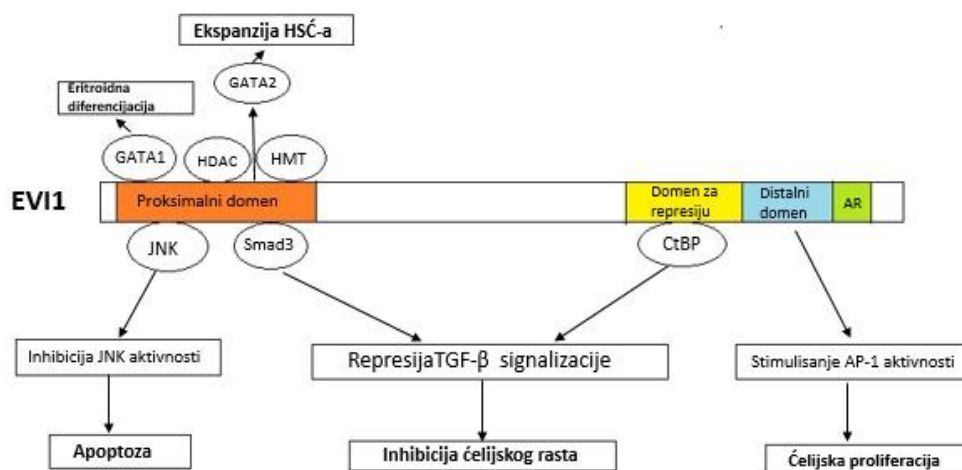 Ekspanzija HSĆ-a
GATA2
Eritroidna
diferencijacija
GATA1
HDAC
HMT
EVI1
Proksimalni domen
Domen za
represiju
Distalni
domen
AR
JNK
Smad3
CtBP
Inhibicija JNK aktivnosti
RepresijaTGF-β signalizacije
Stimulisanje AP-1 aktivnosti
Apoptoza
Inhibicija ćelijskog rasta
Ćelijska proliferacija